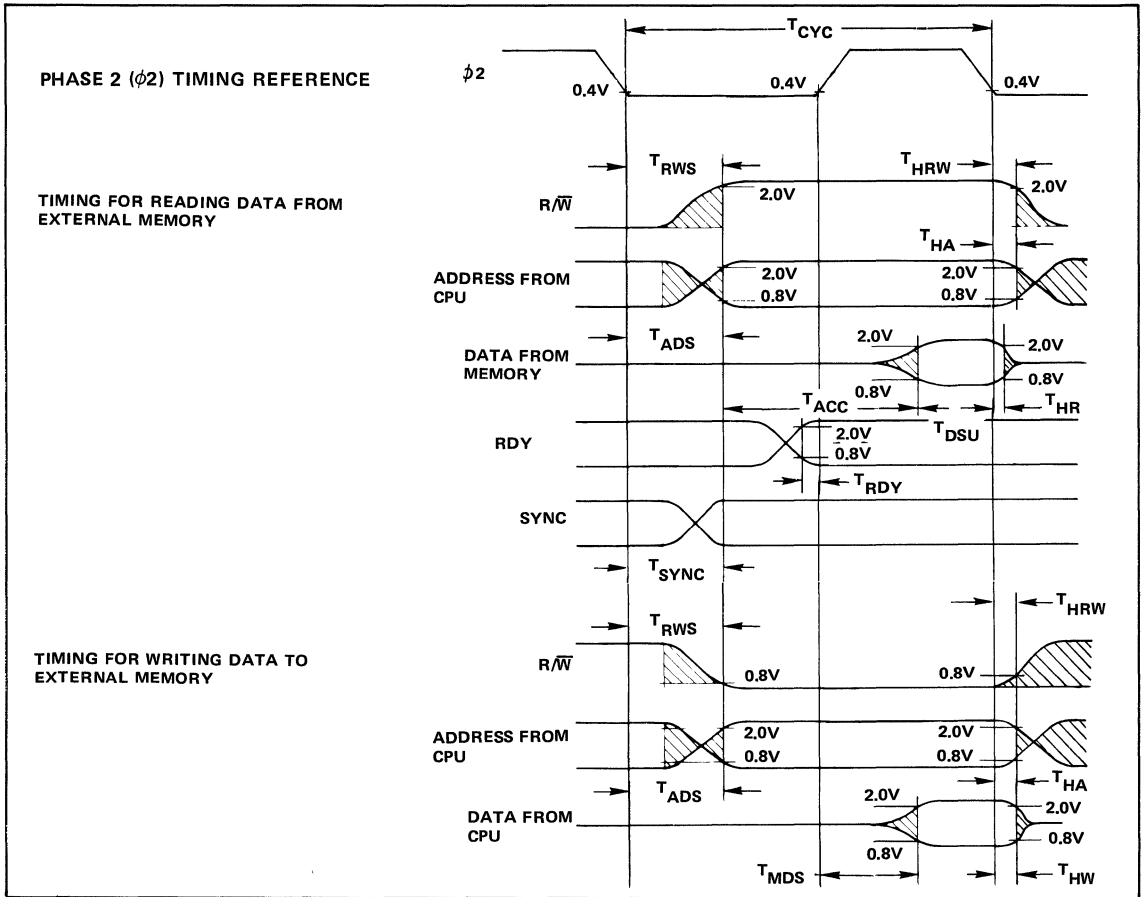 T_CYC
PHASE 2 (ϕ2) TIMING REFERENCE
ϕ2
0.4V
0.4V
0.4V
T_RWS
T_HRW
TIMING FOR READING DATA FROM
EXTERNAL MEMORY
R/W̅
2.0V
2.0V
T_HA
ADDRESS FROM
CPU
2.0V
0.8V
2.0V
0.8V
T_ADS
DATA FROM
MEMORY
2.0V
0.8V
2.0V
0.8V
T_ACC
T_HR
T_DSU
RDY
2.0V
0.8V
T_RDY
SYNC
T_SYNC
T_HRW
T_RWS
TIMING FOR WRITING DATA TO
EXTERNAL MEMORY
R/W̅
0.8V
0.8V
ADDRESS FROM
CPU
2.0V
0.8V
2.0V
0.8V
T_ADS
T_HA
DATA FROM
CPU
2.0V
0.8V
2.0V
0.8V
T_MDS
T_HW